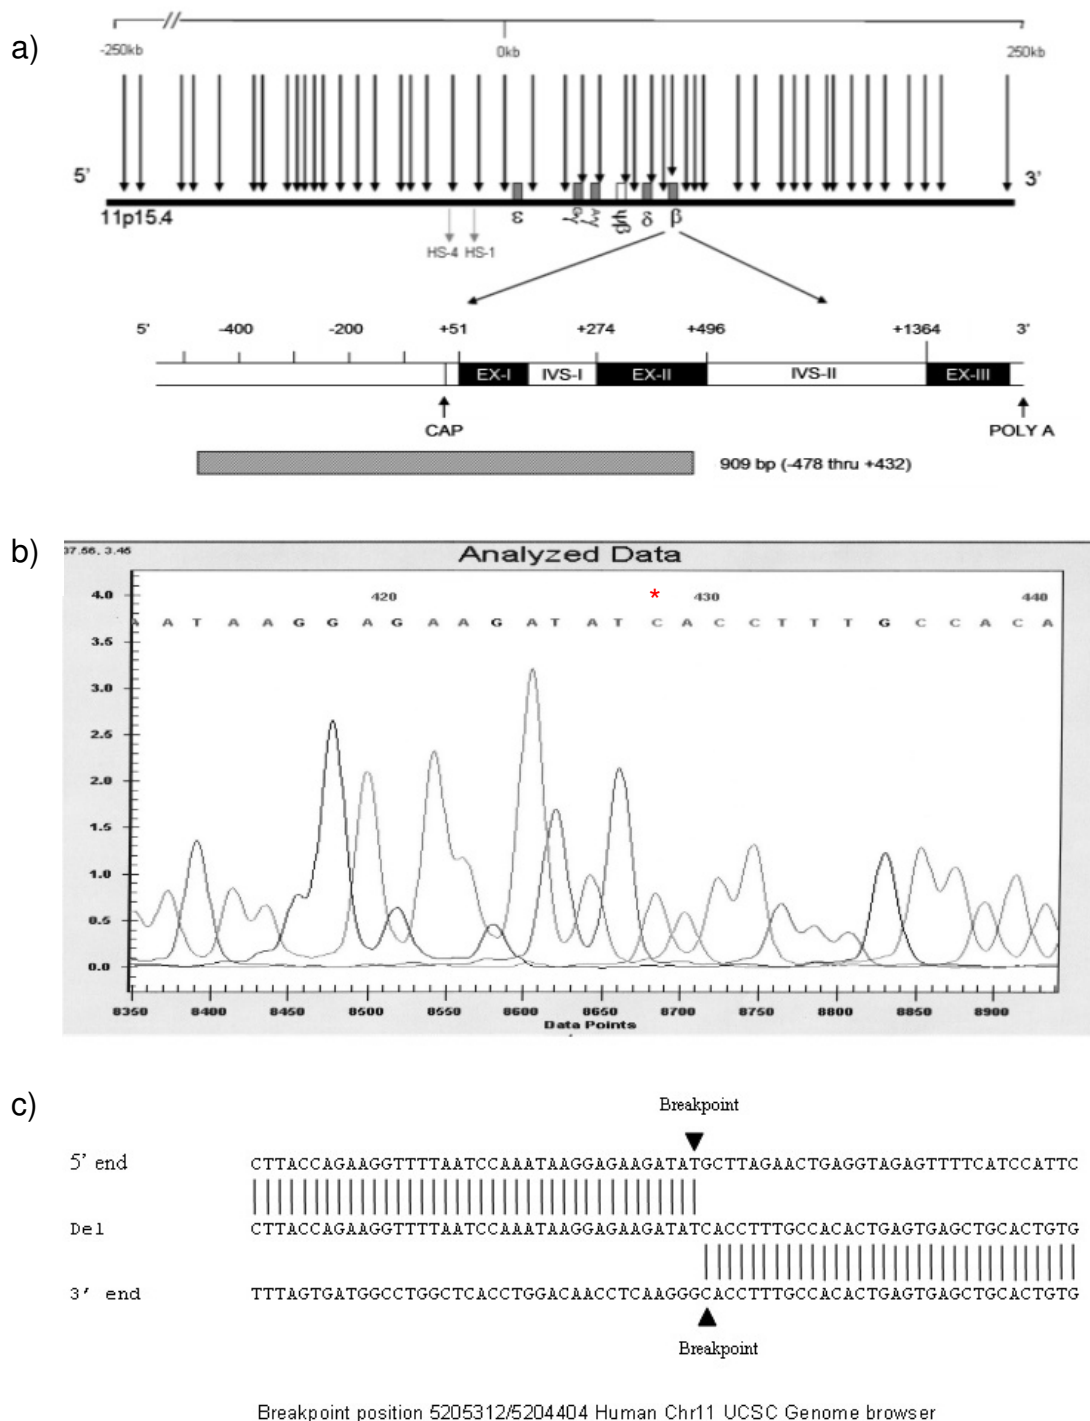 a)
-250kb 0kb 250kb
5' 3'
11p15.4
ε Gγ Aγ ψβ δ β
HS-4 HS-1
5' -400 -200 +51 +274 +496 +1364 3'
EX-I IVS-I EX-II IVS-II EX-III
CAP POLY A
909 bp (-478 thru +432)
b)
37.56, 3.45
Analyzed Data
4.0 420 * 430 440
A A T A A G G A G A A G A T A T C A C C T T T G C C A C A
3.5
3.0
2.5
2.0
1.5
1.0
0.5
0.0
8350 8400 8450 8500 8550 8600 8650 8700 8750 8800 8850 8900
Data Points
c)
Breakpoint
5' end CTTACCAGAAGGTTTTAATCCAAATAAGGAGAAGATATGCTTAGAACTGAGGTAGAGTTTTCATCCATTC
Del CTTACCAGAAGGTTTTAATCCAAATAAGGAGAAGATATCACCTTTGCCACACTGAGTGAGCTGCACTGTG
3' end TTTAGTGATGGCCTGGCTCACCTGGACAACCTCAAGGGCACCTTTGCCACACTGAGTGAGCTGCACTGTG
Breakpoint
Breakpoint position 5205312/5204404 Human Chr11 UCSC Genome browser